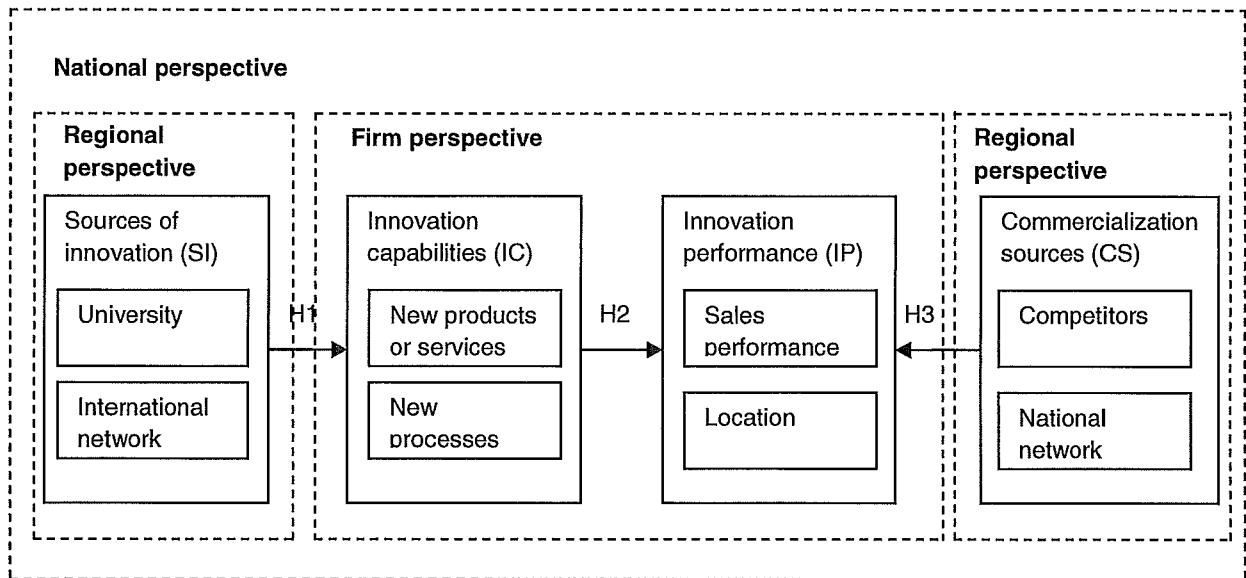 National perspective
Regional
perspective
Sources of
innovation (SI)
University
International
network
H1
Firm perspective
Innovation
capabilities (IC)
New products
or services
New
processes
H2
Innovation
performance (IP)
Sales
performance
Location
H3
Regional
perspective
Commercialization
sources (CS)
Competitors
National
network